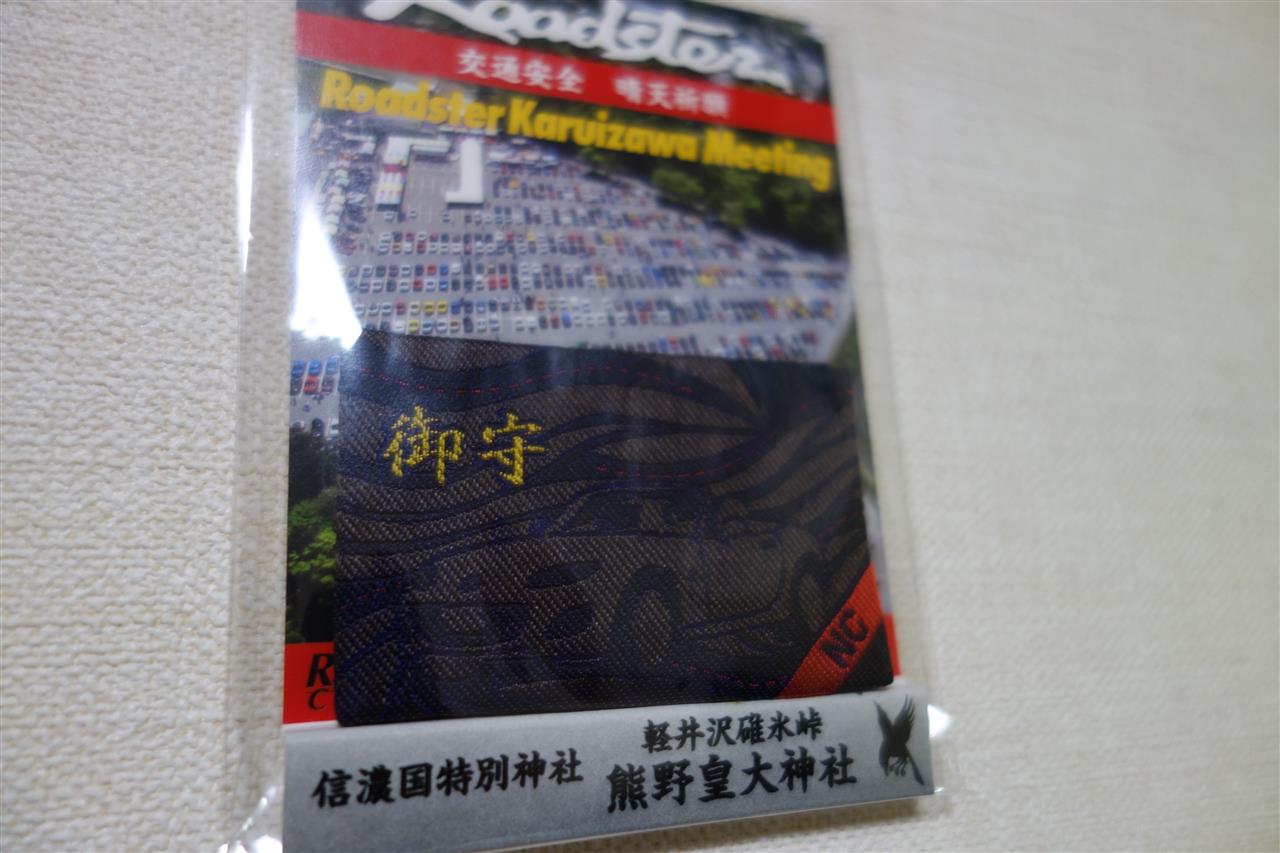 Roadster
交通安全 晴天祈願
Roadster Karuizawa Meeting
御守
NC
信濃国特別神社
軽井沢碓氷峠
熊野皇大神社